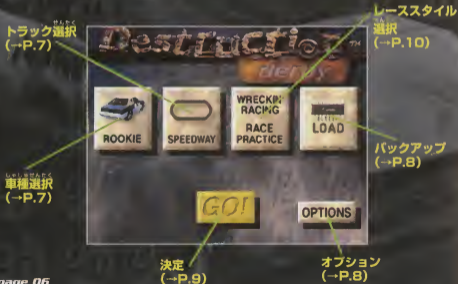 トラック選択
(→P.7)
レーススタイル
選択
(→P.10)
Destruction
derby
TM
WRECKIN'
RACING
RACE
PRACTICE
ROOKIE
SPEEDWAY
LOAD
車種選択
(→P.7)
バックアップ
(→P.8)
GO!
OPTIONS
決定
(→P.9)
オプション
(→P.8)
page 06